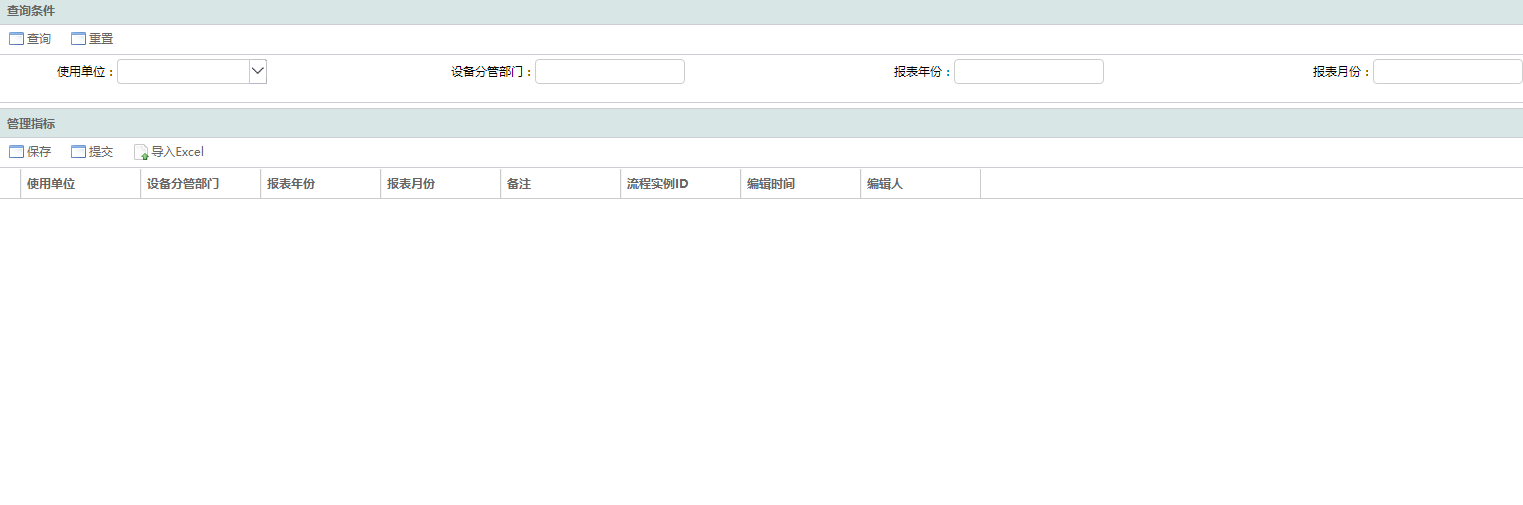 查询条件
查询 重置
使用单位： 设备分管部门： 报表年份： 报表月份：
管理指标
保存 提交 导入Excel
使用单位 设备分管部门 报表年份 报表月份 备注 流程实例ID 编辑时间 编辑人